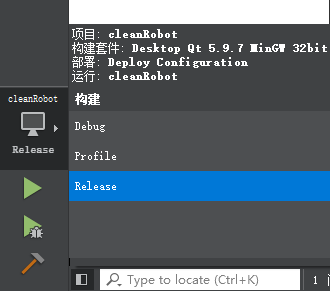 项目: cleanRobot
构建套件: Desktop Qt 5.9.7 MinGW 32bit
部署: Deploy Configuration
运行: cleanRobot
cleanRobot
Release
构建
Debug
Profile
Release
Type to locate (Ctrl+K)
1